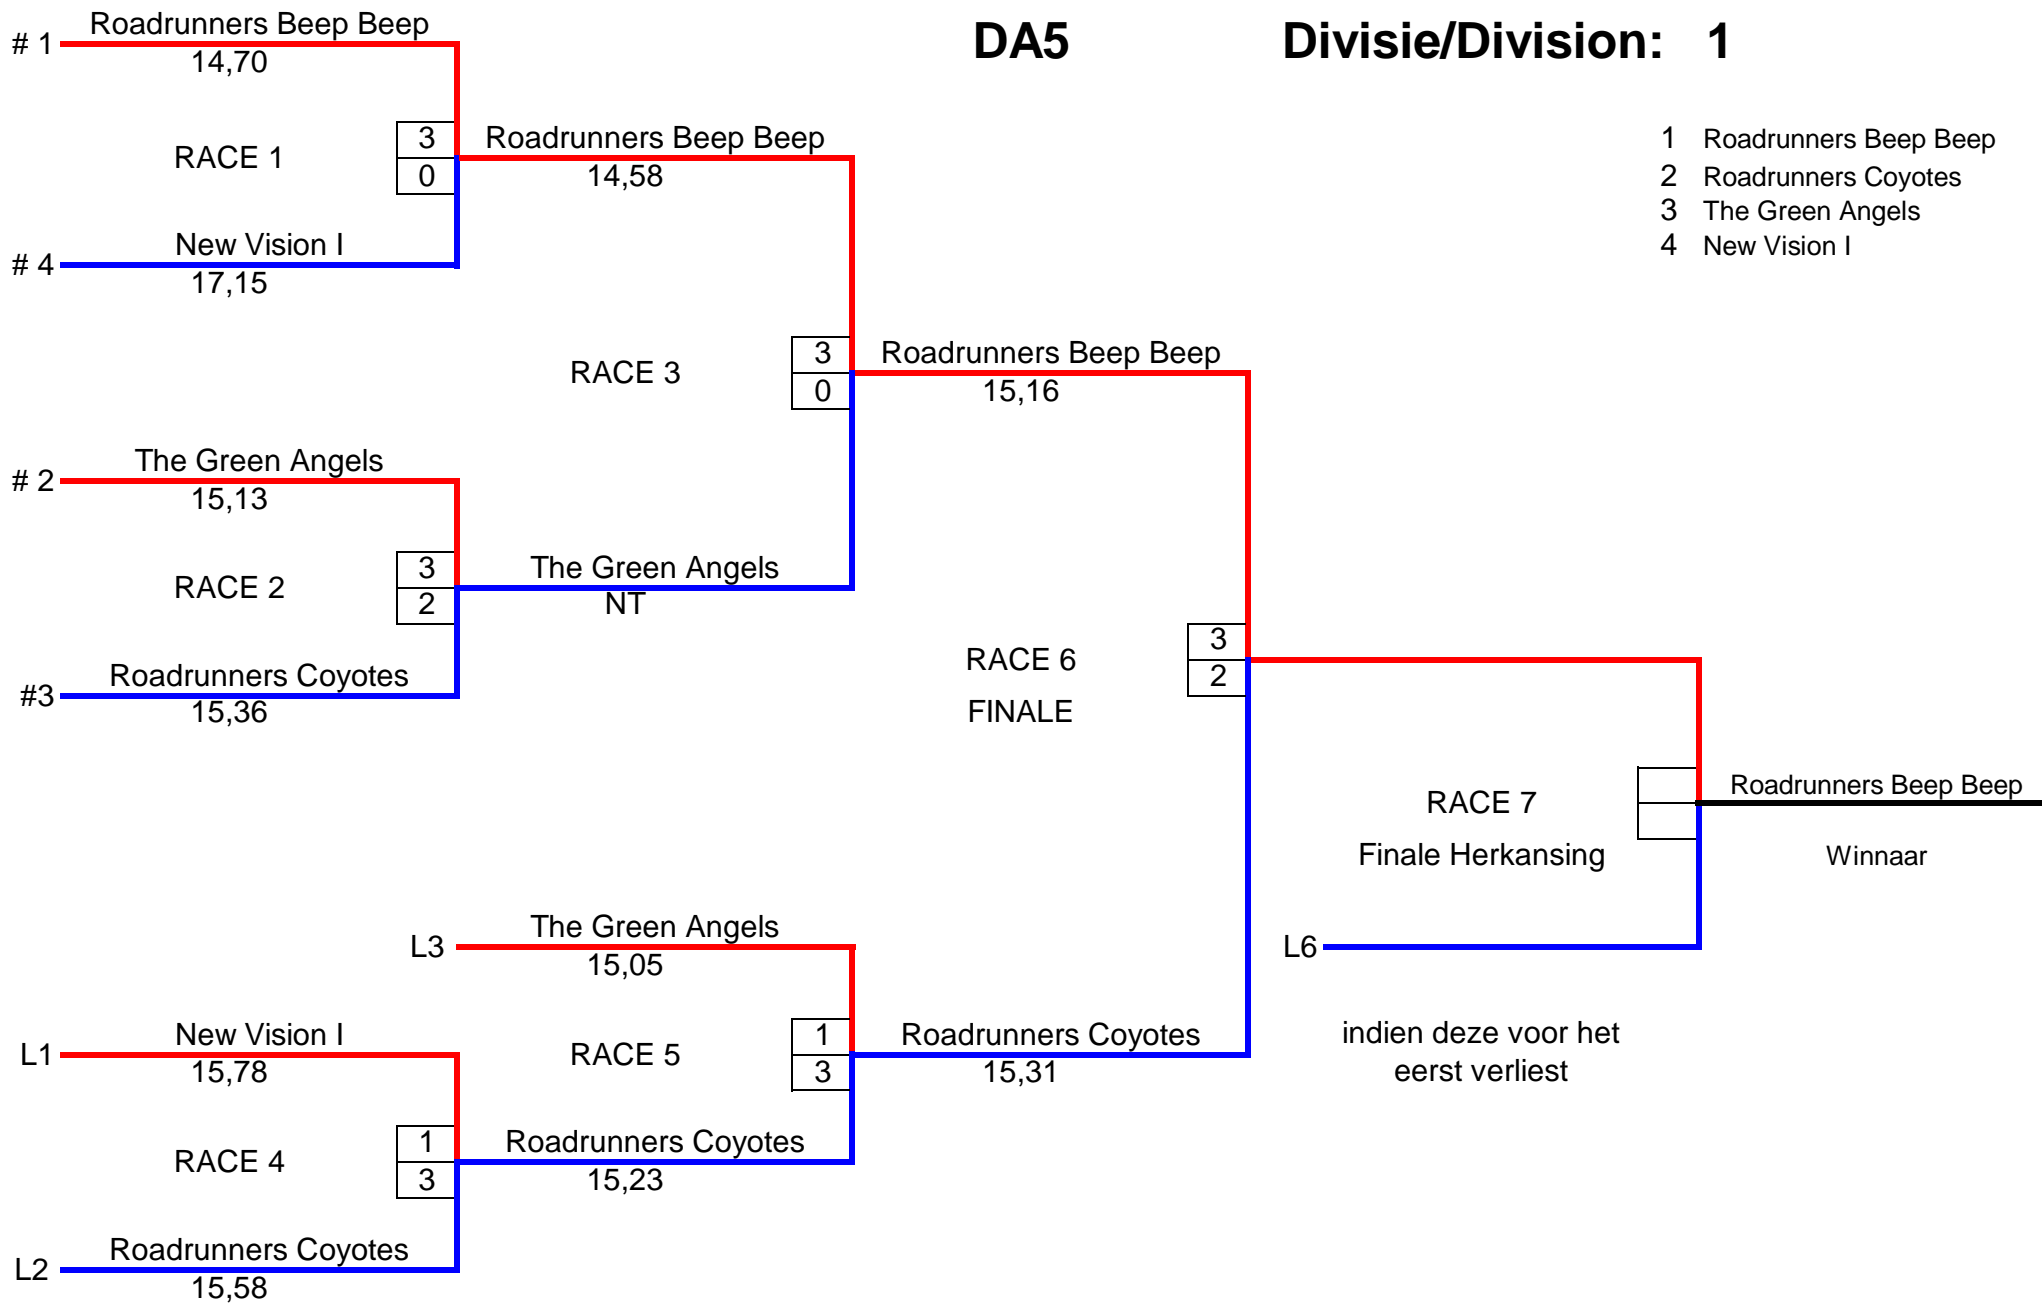 DA5 Divisie/Division: 1
1 Roadrunners Beep Beep
2 Roadrunners Coyotes
3 The Green Angels
4 New Vision I
# 1 Roadrunners Beep Beep
14,70
RACE 1
3
0
# 4 New Vision I
17,15
Roadrunners Beep Beep
14,58
# 2 The Green Angels
15,13
RACE 2
3
2
#3 Roadrunners Coyotes
15,36
The Green Angels
NT
RACE 3
3
0
Roadrunners Beep Beep
15,16
RACE 6
FINALE
3
2
L3 The Green Angels
15,05
L1 New Vision I
15,78
RACE 4
1
3
L2 Roadrunners Coyotes
15,58
Roadrunners Coyotes
15,23
RACE 5
1
3
Roadrunners Coyotes
15,31
RACE 7
Finale Herkansing
L6
indien deze voor het
eerst verliest
Roadrunners Beep Beep
Winnaar